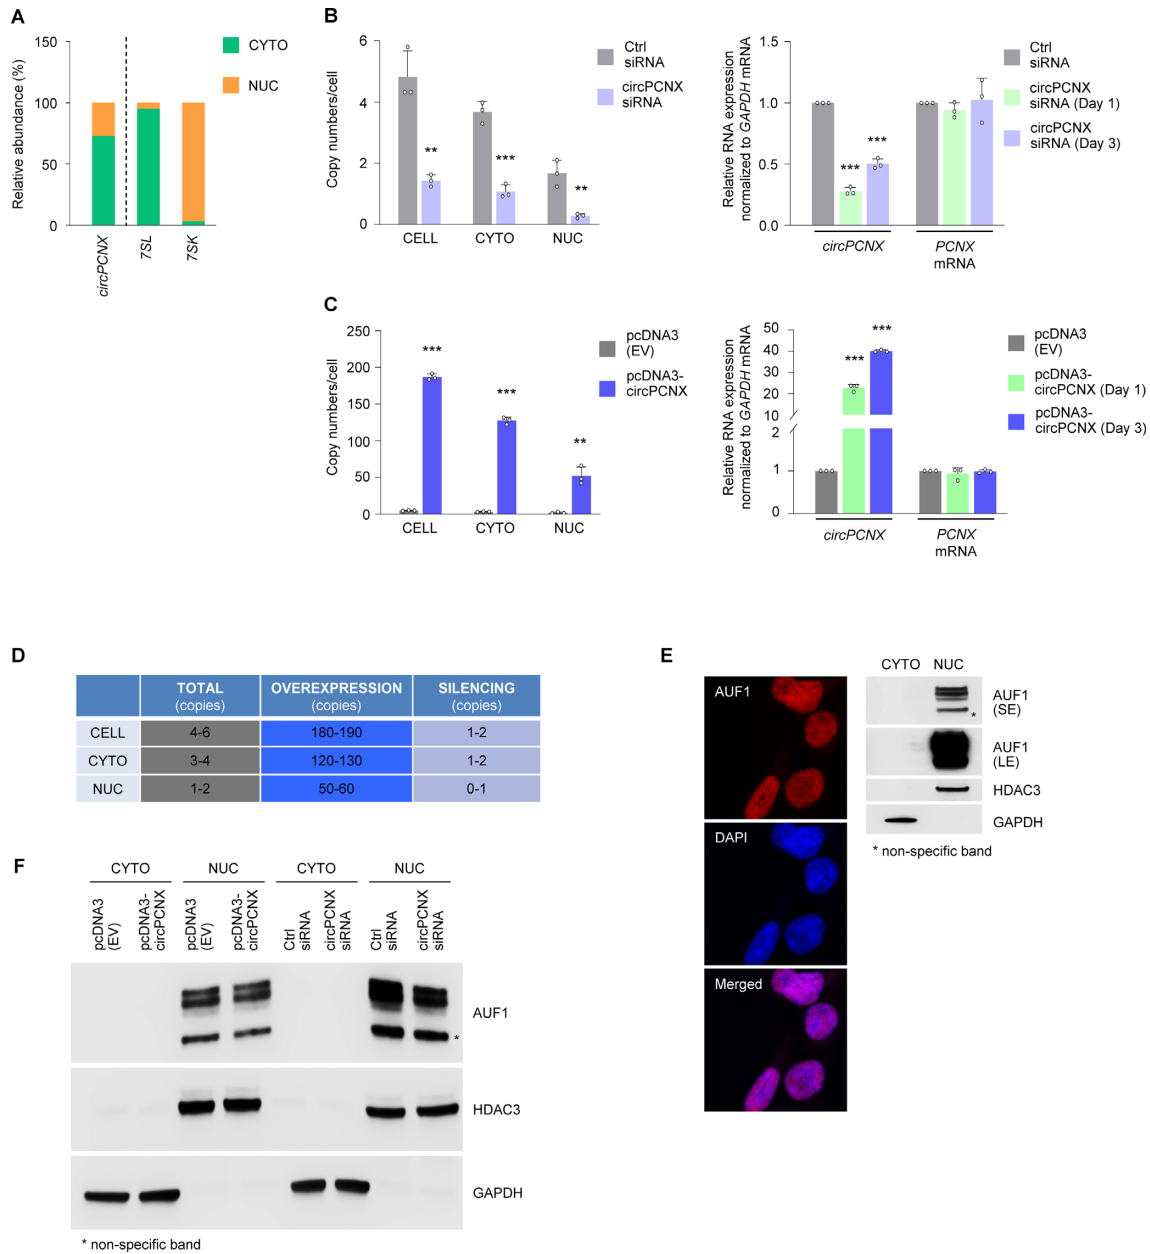 A
Relative abundance (%)
150
100
50
0
CYTO
NUC
circPCNX
7SL
7SK
B
Copy numbers/cell
6
4
2
0
**
***
**
CELL
CYTO
NUC
Ctrl
siRNA
circPCNX
siRNA
Relative RNA expression
normalized to GAPDH mRNA
1.5
1.0
0.5
0.0
***
***
circPCNX
PCNX
mRNA
Ctrl
siRNA
circPCNX
siRNA (Day 1)
circPCNX
siRNA (Day 3)
C
Copy numbers/cell
250
200
150
100
50
0
***
***
**
CELL
CYTO
NUC
pcDNA3
(EV)
pcDNA3-
circPCNX
Relative RNA expression
normalized to GAPDH mRNA
50
40
30
20
10
2
1
0
***
***
circPCNX
PCNX
mRNA
pcDNA3
(EV)
pcDNA3-
circPCNX (Day 1)
pcDNA3-
circPCNX (Day 3)
D
TOTAL OVEREXPRESSION SILENCING
(copies) (copies) (copies)
CELL 4-6 180-190 1-2
CYTO 3-4 120-130 1-2
NUC 1-2 50-60 0-1
E
AUF1
DAPI
Merged
CYTO NUC
AUF1
(SE)
*
AUF1
(LE)
HDAC3
GAPDH
* non-specific band
F
CYTO NUC CYTO NUC
pcDNA3
(EV)
pcDNA3-
circPCNX
pcDNA3
(EV)
pcDNA3-
circPCNX
Ctrl
siRNA
circPCNX
siRNA
Ctrl
siRNA
circPCNX
siRNA
AUF1
*
HDAC3
GAPDH
* non-specific band